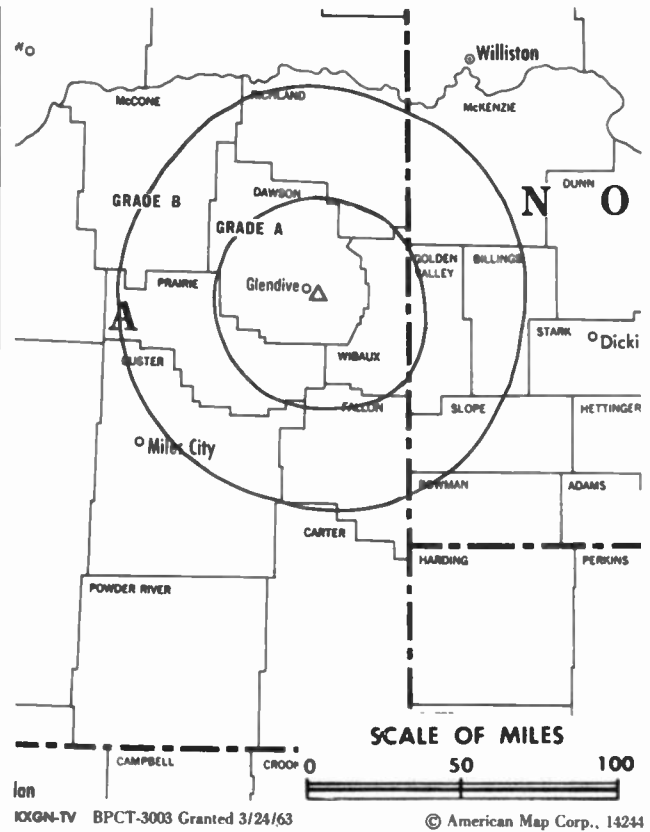 Williston
McCONE
RICHLAND
McKENZIE
DUNN
GRADE B
DAWSON
N O
GRADE A
GOLDEN VALLEY
BILLINGS
PRAIRIE
Glendive
A
STARK
Dicki
CUSTER
WIBAUX
FALLON
SLOPE
HETTINGER
Miles City
BOWMAN
ADAMS
CARTER
HARDING
PERKINS
POWDER RIVER
SCALE OF MILES
CAMPBELL
CROOK
0 50 100
lan
KXGN-TV BPCT-3003 Granted 3/24/63
© American Map Corp., 14244